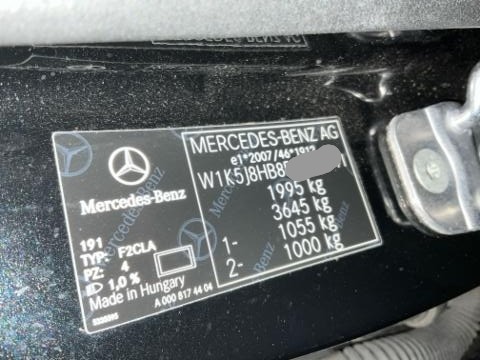 Mercedes-Benz
191
TYP: F2CLA
PZ: 4
1,0%
Made in Hungary
A 000 817 44 04
MERCEDES-BENZ AG
e1*2007/46*1912
W1K5J8HB8
1995 kg
3645 kg
1- 1055 kg
2- 1000 kg